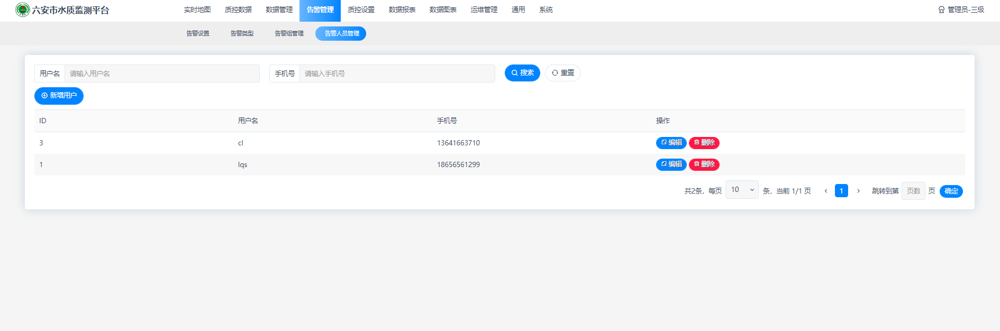 六安市水质监测平台 实时地图 质控数据 数据管理 告警管理 质控设置 数据报表 数据图表 运维管理 通用 系统 管理员-三级
告警设置 告警类型 告警组管理 告警人员管理
用户名 请输入用户名 手机号 请输入手机号 搜索 重置
新增用户
ID 用户名 手机号 操作
3 cl 13641663710 编辑 删除
1 lqs 18656561299 编辑 删除
共2条，每页 10 条，当前 1/1 页 1 跳转到第 页数 页 确定